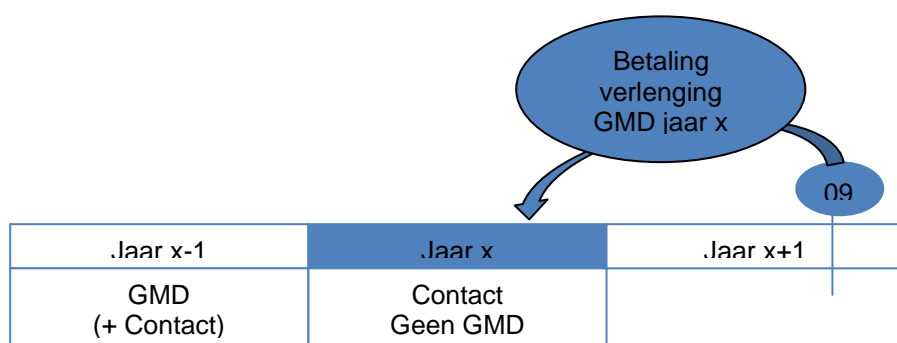 Betaling
verlenging
GMD jaar x
09
Jaar x-1 Jaar x Jaar x+1
GMD Contact
(+ Contact) Geen GMD